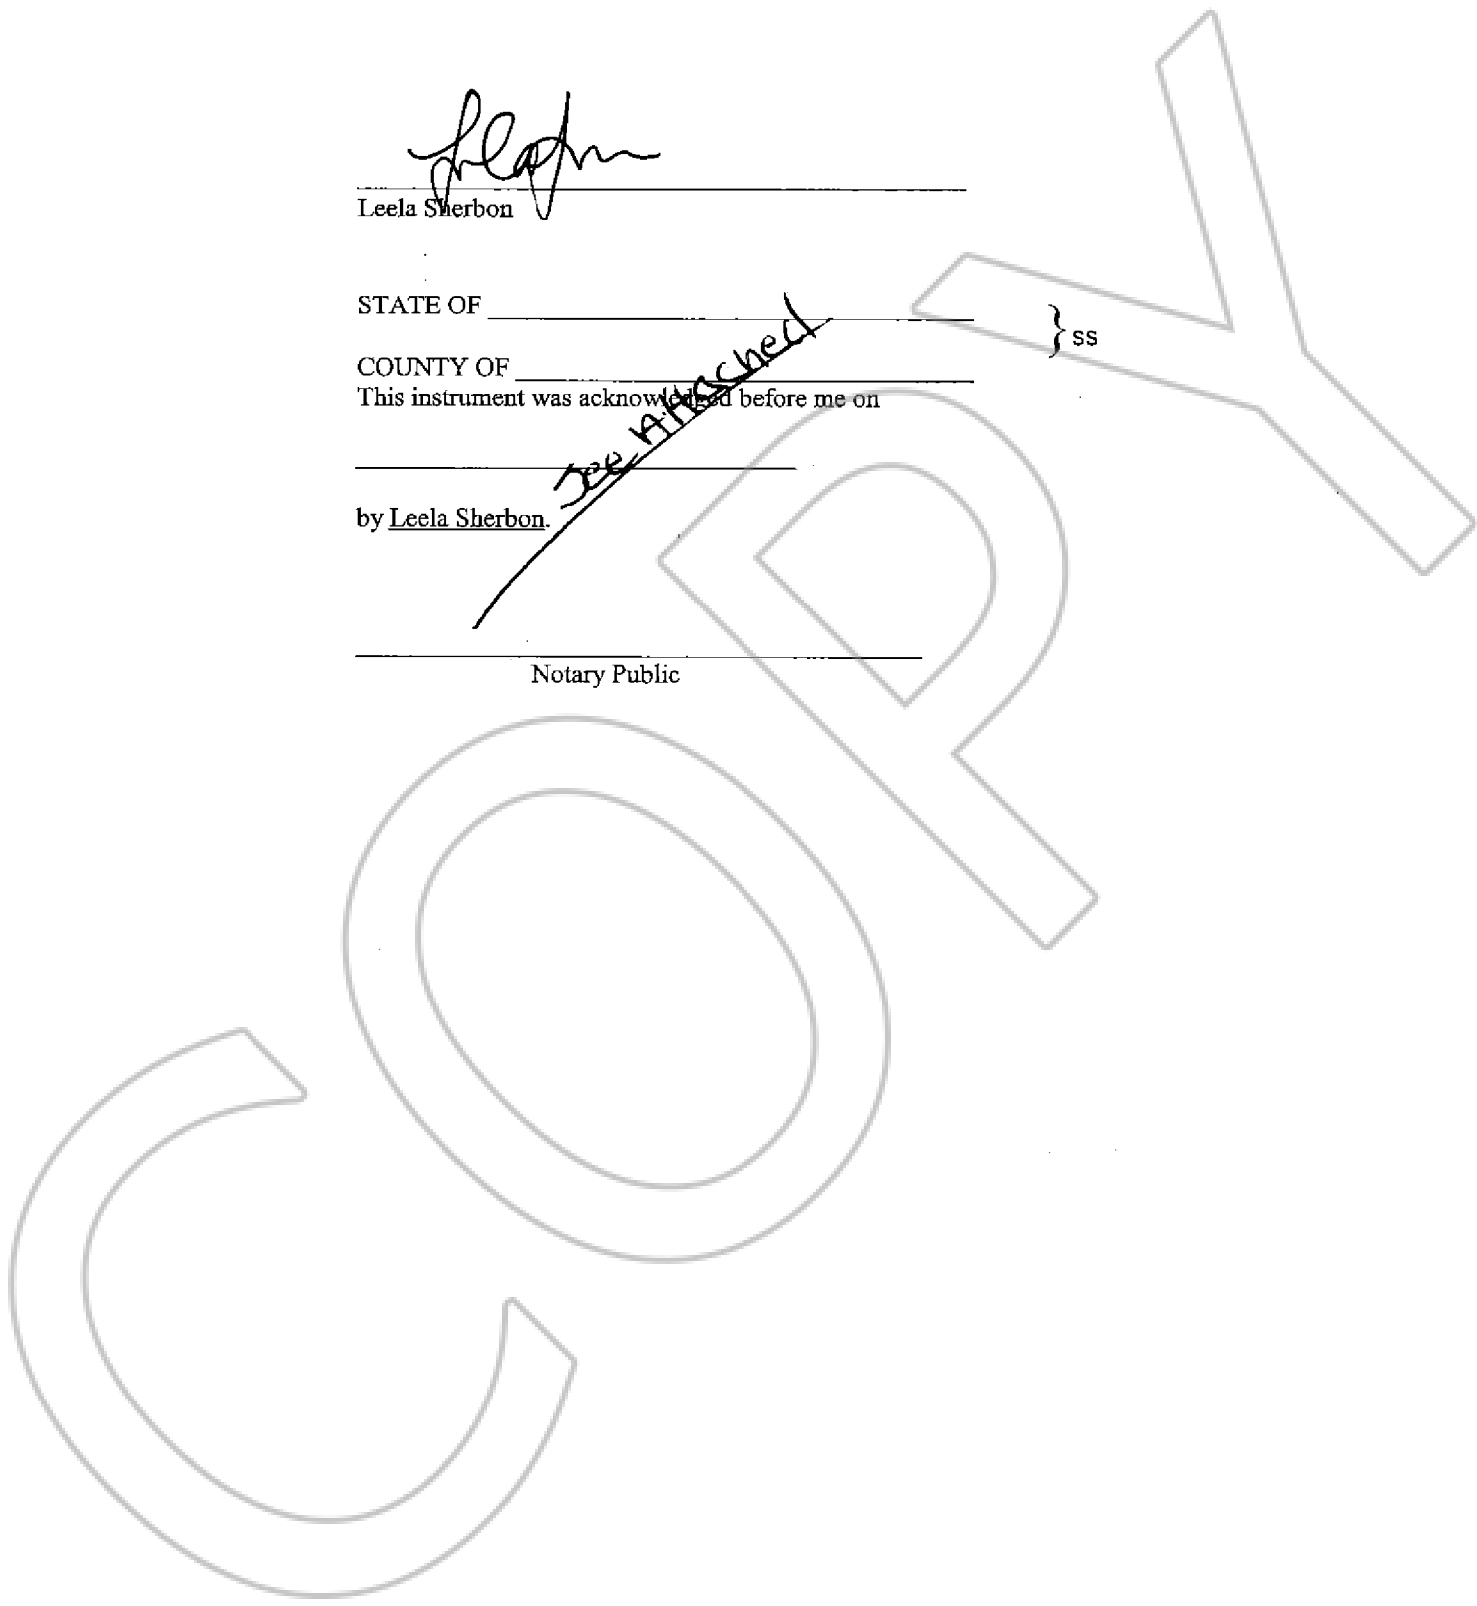 Leela Sherbon
STATE OF
} ss
COUNTY OF
This instrument was acknowledged before me on
See Attached
by Leela Sherbon.
Notary Public
COPY